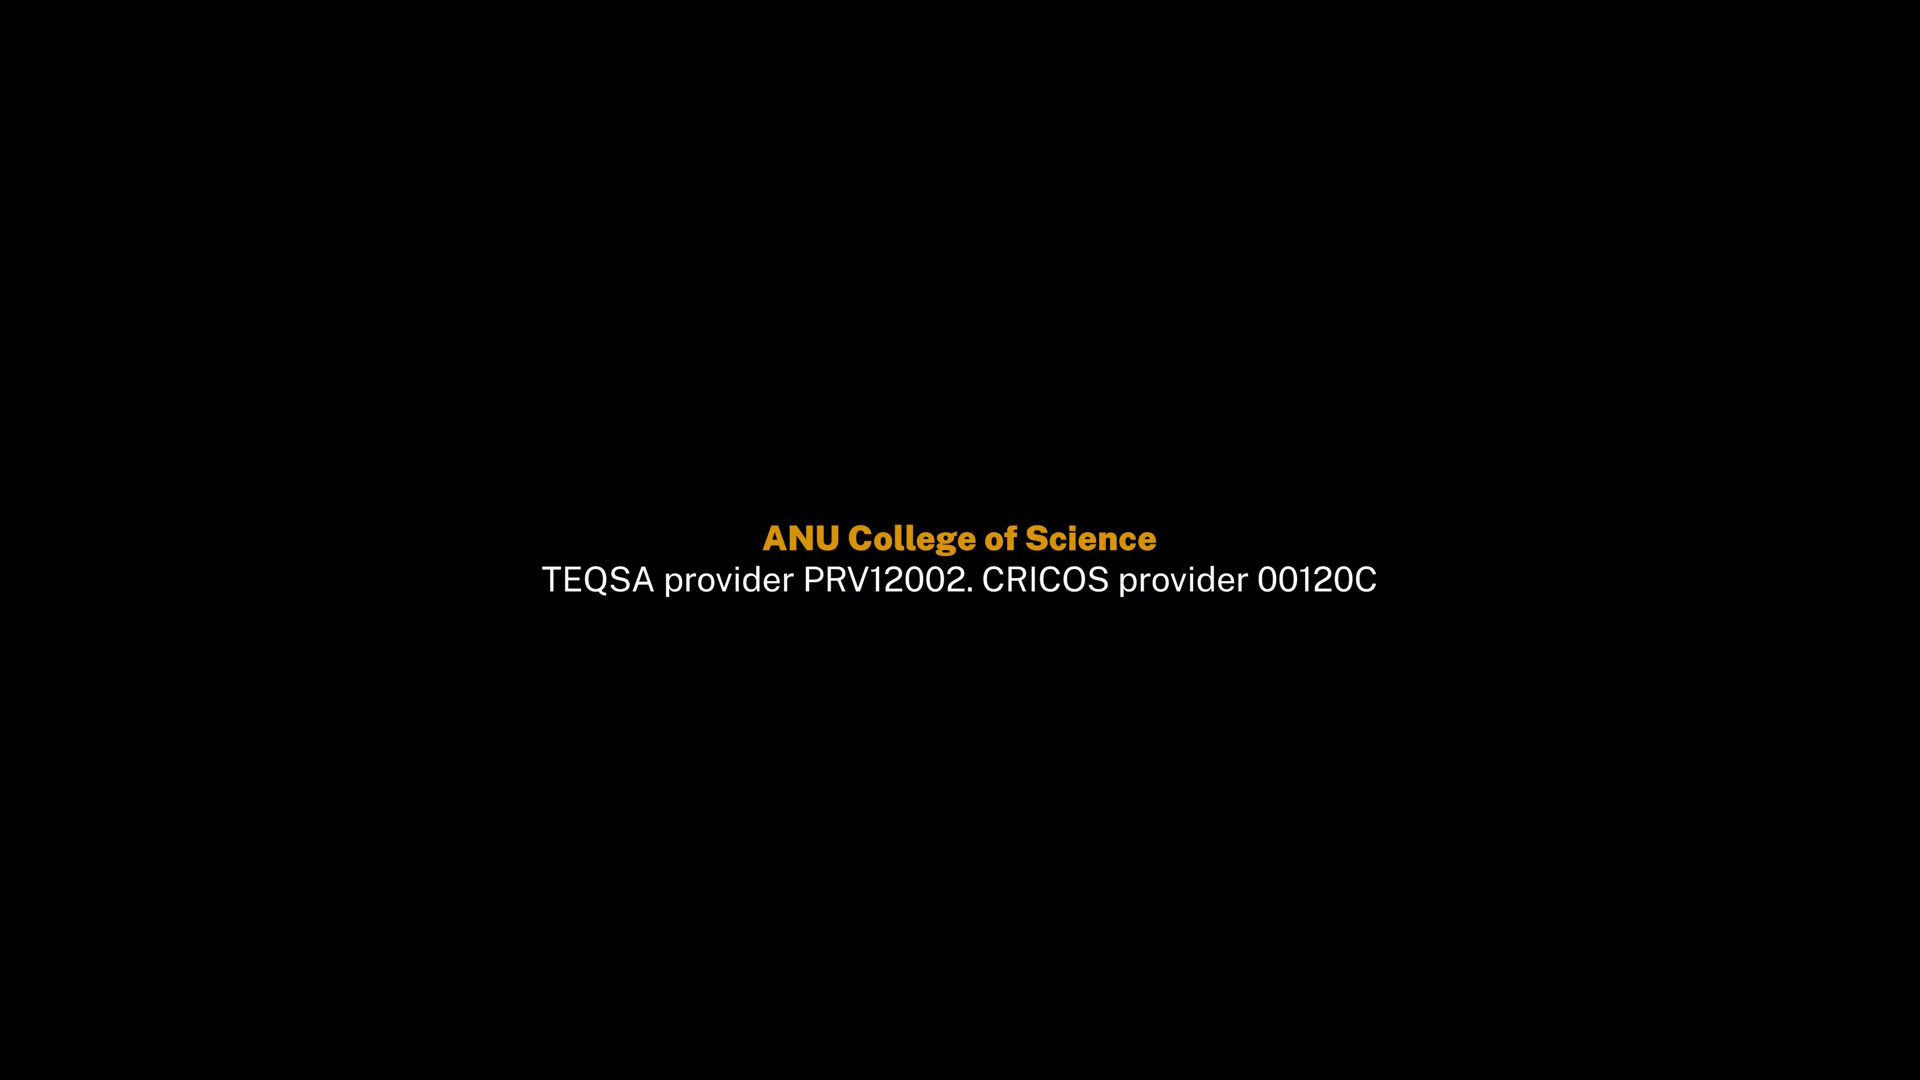 ANU College of Science
TEQSA provider PRV12002. CRICOS provider 00120C